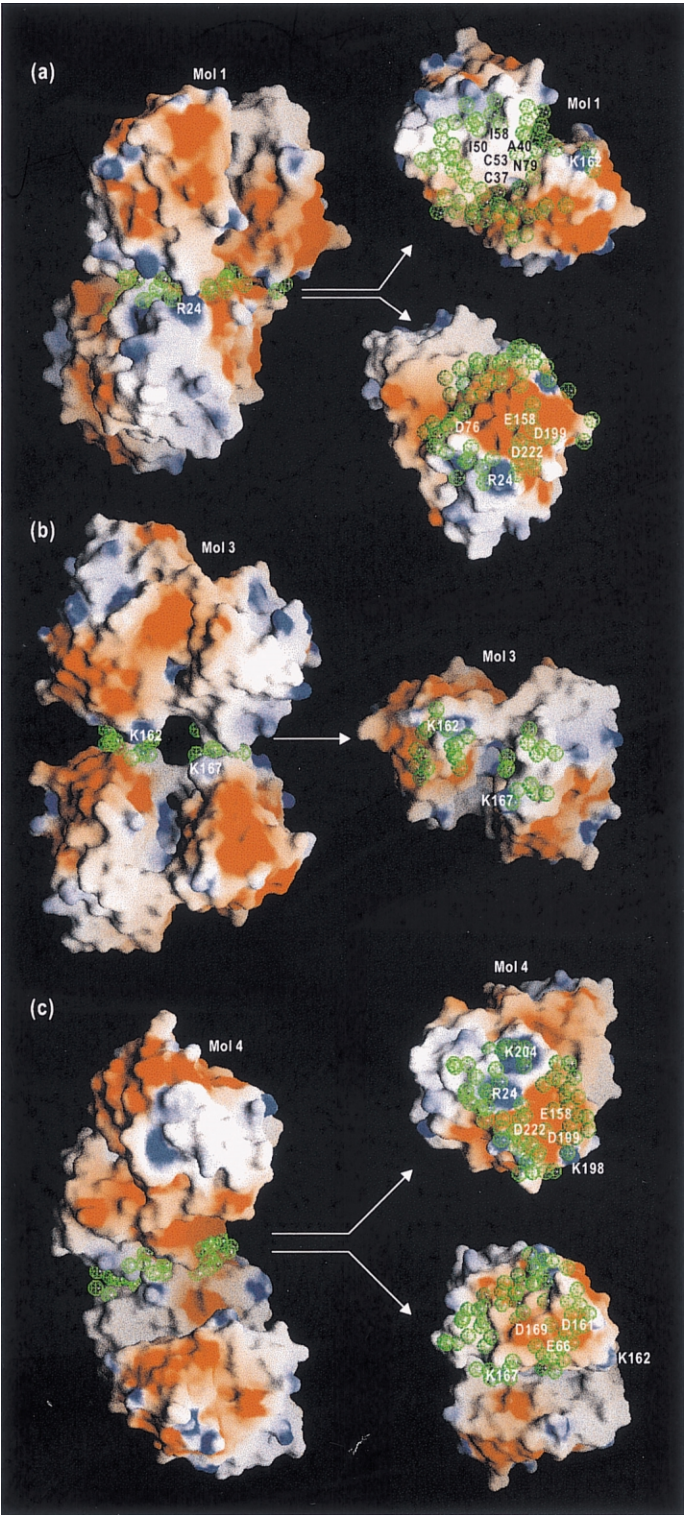 (a)
Mol 1
R24
Mol 1
I58
I50
A40
C53
N79
C37
K162
D76
E158
D199
D222
R24
(b)
Mol 3
K162
K167
Mol 3
K162
K167
(c)
Mol 4
Mol 4
K204
R24
E158
D222
D199
K198
D169
D161
E66
K162
K167